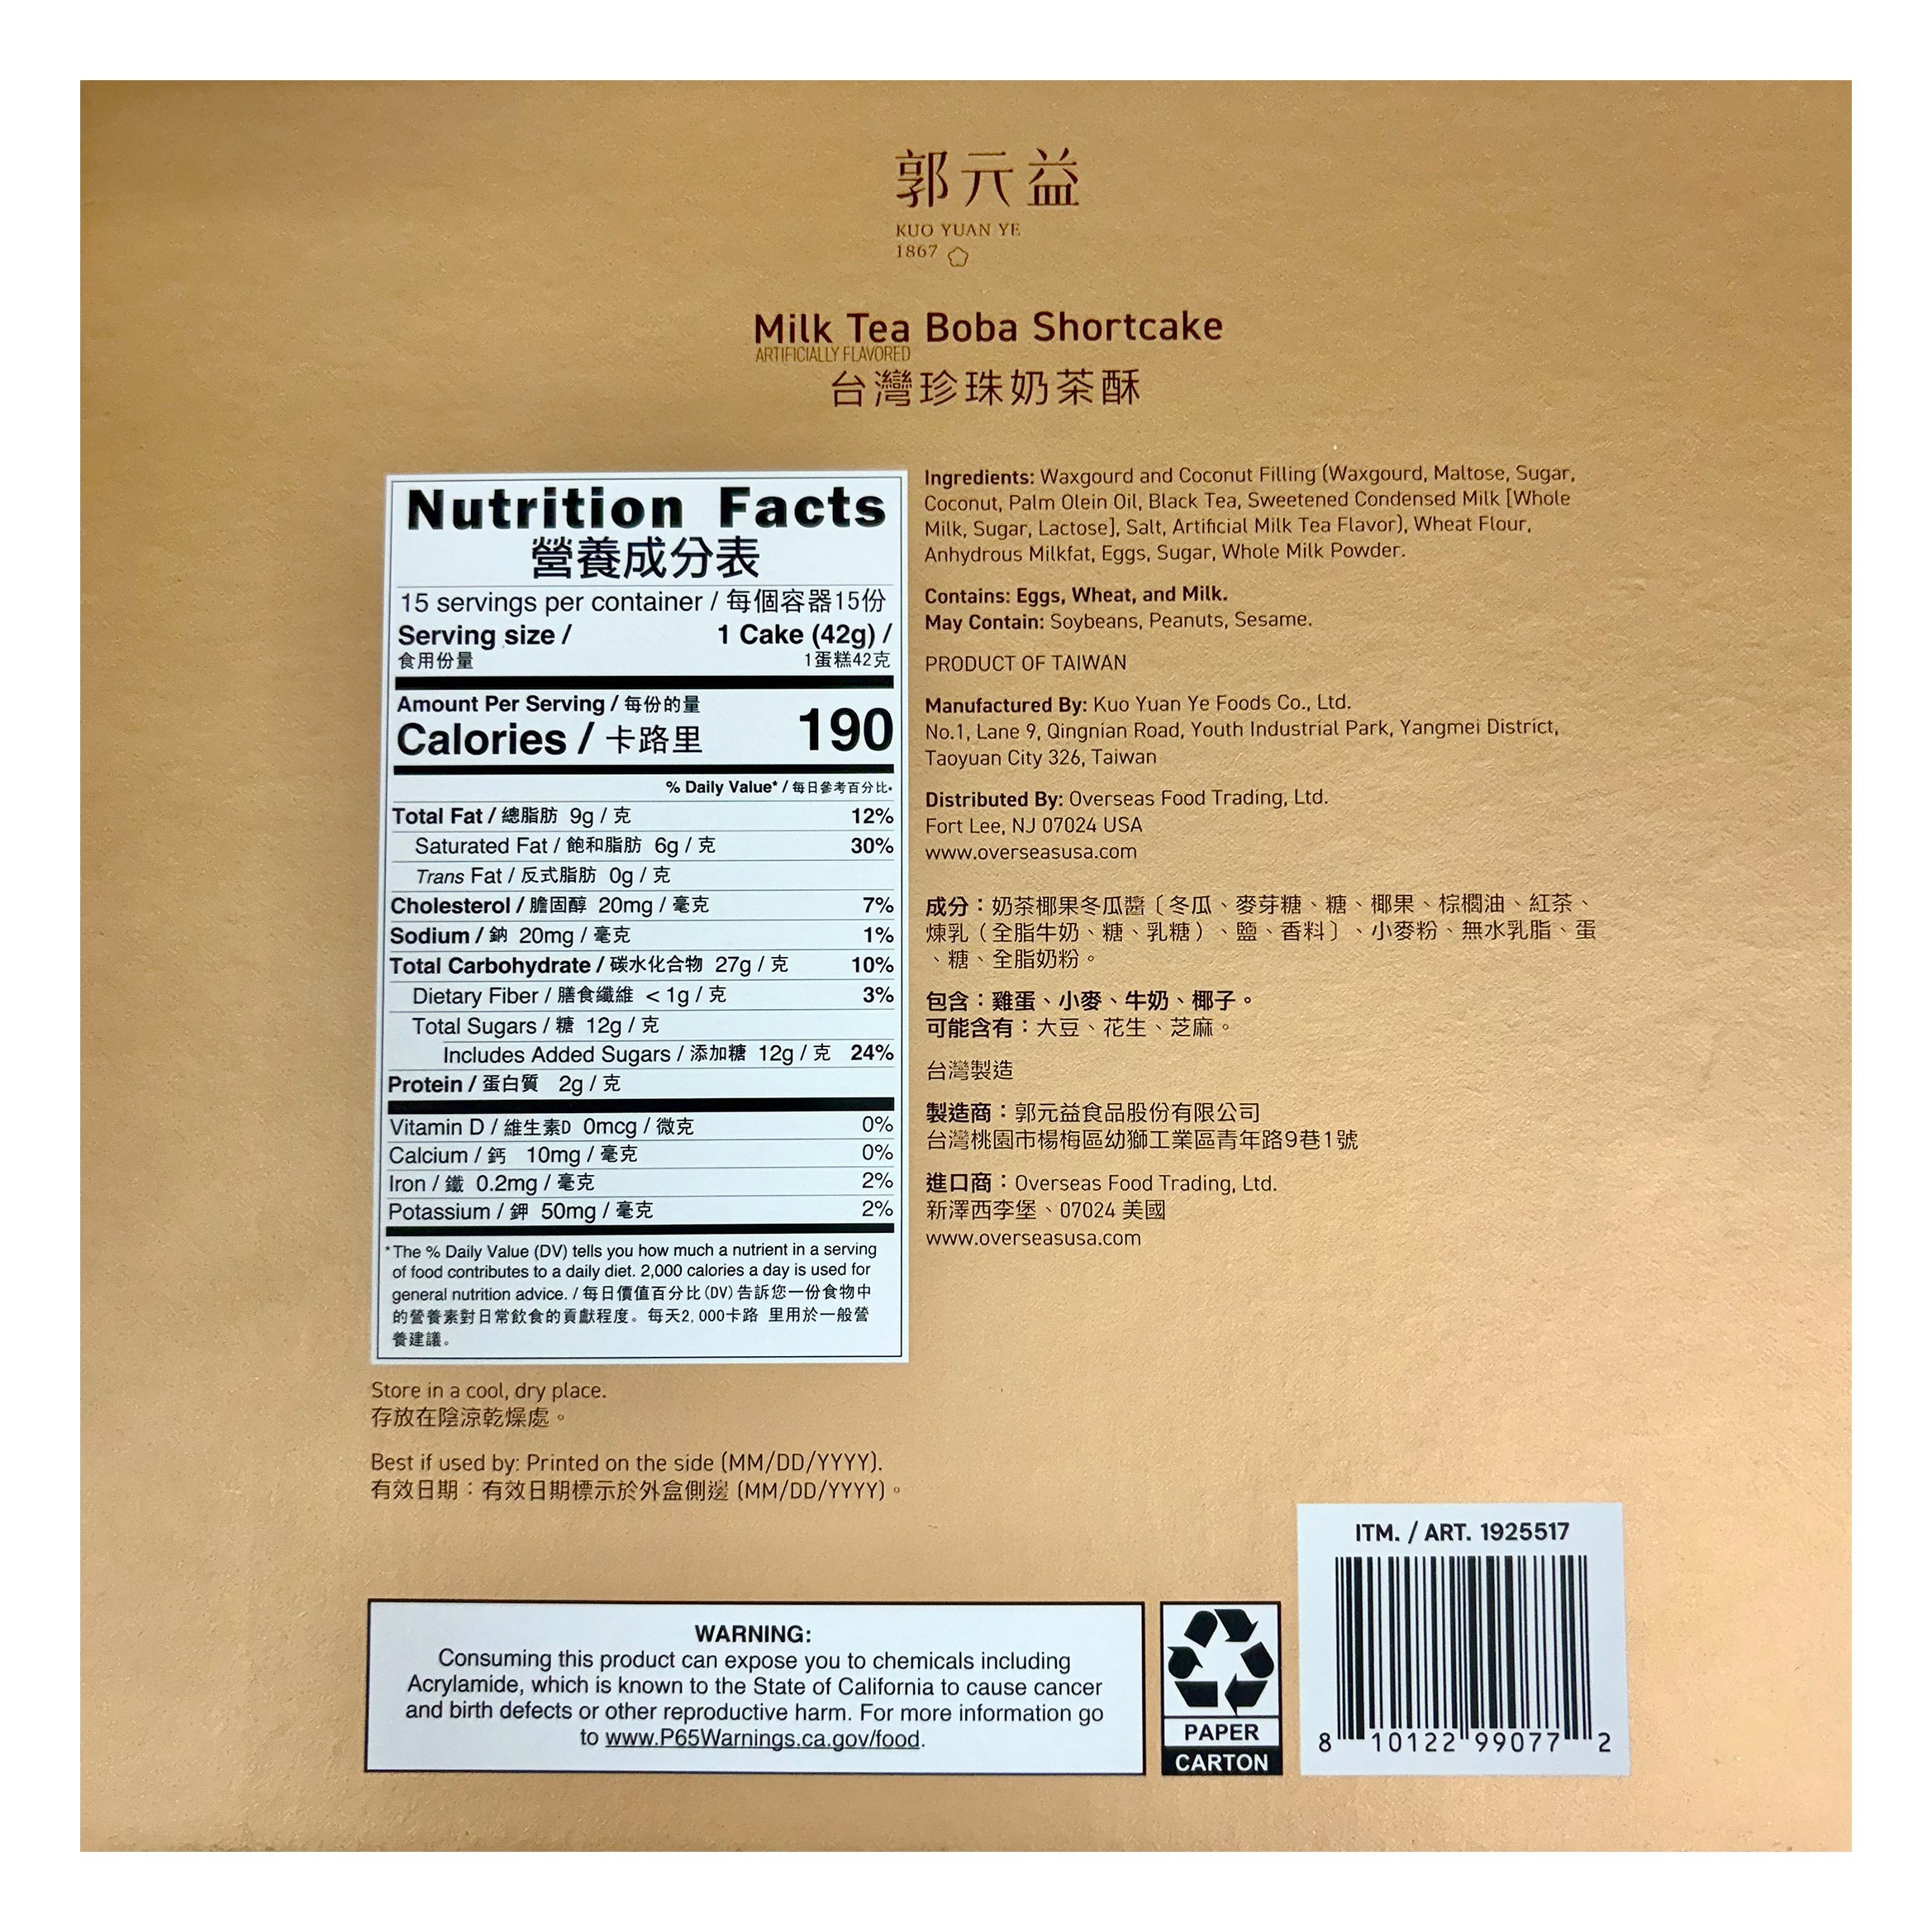 郭元益
KUO YUAN YE
1867
Milk Tea Boba Shortcake
ARTIFICIALLY FLAVORED
台灣珍珠奶茶酥
Nutrition Facts
營養成分表
15 servings per container / 每個容器15份
Serving size / 1 Cake (42g) /
食用份量 1蛋糕42克
Amount Per Serving / 每份的量
Calories / 卡路里 190
% Daily Value* / 每日參考百分比*
Total Fat / 總脂肪 9g / 克 12%
Saturated Fat / 飽和脂肪 6g / 克 30%
Trans Fat / 反式脂肪 0g / 克
Cholesterol / 膽固醇 20mg / 毫克 7%
Sodium / 鈉 20mg / 毫克 1%
Total Carbohydrate / 碳水化合物 27g / 克 10%
Dietary Fiber / 膳食纖維 < 1g / 克 3%
Total Sugars / 糖 12g / 克
Includes Added Sugars / 添加糖 12g / 克 24%
Protein / 蛋白質 2g / 克
Vitamin D / 維生素D 0mcg / 微克 0%
Calcium / 鈣 10mg / 毫克 0%
Iron / 鐵 0.2mg / 毫克 2%
Potassium / 鉀 50mg / 毫克 2%
*The % Daily Value (DV) tells you how much a nutrient in a serving
of food contributes to a daily diet. 2,000 calories a day is used for
general nutrition advice. / 每日價值百分比(DV)告訴您一份食物中
的營養素對日常飲食的貢獻程度。每天2,000卡路 里用於一般營
養建議。
Store in a cool, dry place.
存放在陰涼乾燥處。
Best if used by: Printed on the side (MM/DD/YYYY).
有效日期：有效日期標示於外盒側邊 (MM/DD/YYYY)。
Ingredients: Waxgourd and Coconut Filling (Waxgourd, Maltose, Sugar,
Coconut, Palm Olein Oil, Black Tea, Sweetened Condensed Milk [Whole
Milk, Sugar, Lactose], Salt, Artificial Milk Tea Flavor), Wheat Flour,
Anhydrous Milkfat, Eggs, Sugar, Whole Milk Powder.
Contains: Eggs, Wheat, and Milk.
May Contain: Soybeans, Peanuts, Sesame.
PRODUCT OF TAIWAN
Manufactured By: Kuo Yuan Ye Foods Co., Ltd.
No.1, Lane 9, Qingnian Road, Youth Industrial Park, Yangmei District,
Taoyuan City 326, Taiwan
Distributed By: Overseas Food Trading, Ltd.
Fort Lee, NJ 07024 USA
www.overseasusa.com
成分：奶茶椰果冬瓜醬〔冬瓜、麥芽糖、糖、椰果、棕櫚油、紅茶、
煉乳（全脂牛奶、糖、乳糖）、鹽、香料〕、小麥粉、無水乳脂、蛋
、糖、全脂奶粉。
包含：雞蛋、小麥、牛奶、椰子。
可能含有：大豆、花生、芝麻。
台灣製造
製造商：郭元益食品股份有限公司
台灣桃園市楊梅區幼獅工業區青年路9巷1號
進口商：Overseas Food Trading, Ltd.
新澤西李堡、07024 美國
www.overseasusa.com
WARNING:
Consuming this product can expose you to chemicals including
Acrylamide, which is known to the State of California to cause cancer
and birth defects or other reproductive harm. For more information go
to www.P65Warnings.ca.gov/food.
PAPER
CARTON
ITM. / ART. 1925517
8 10122 99077 2